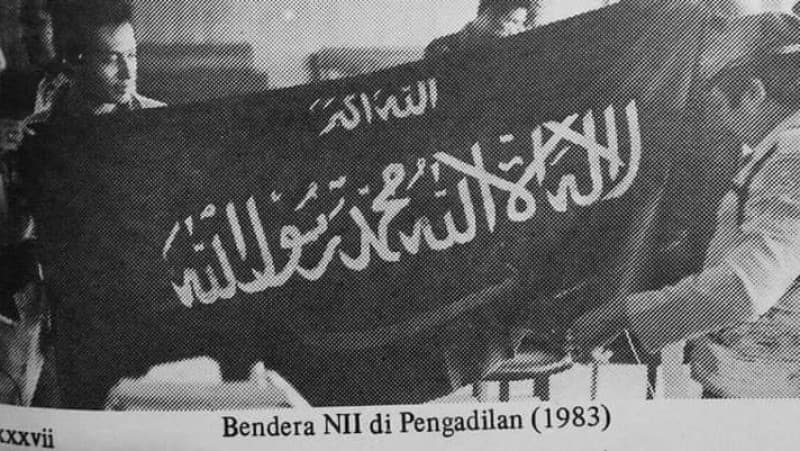 الله اكبر
لا اله الا الله محمد رسول الله
Bendera NII di Pengadilan (1983)
xxxvii